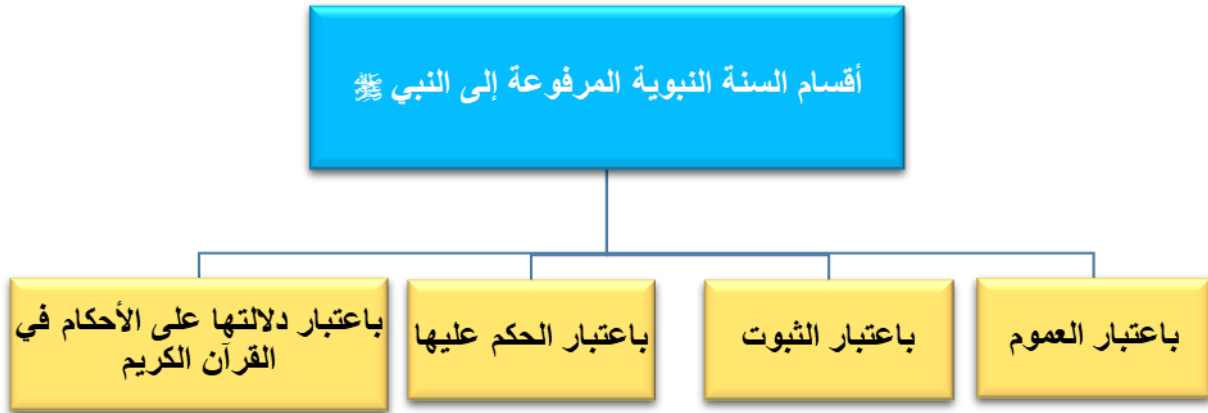 أقسام السنة النبوية المرفوعة إلى النبي ﷺ
باعتبار العموم
باعتبار الثبوت
باعتبار الحكم عليها
باعتبار دلالتها على الأحكام في
القرآن الكريم